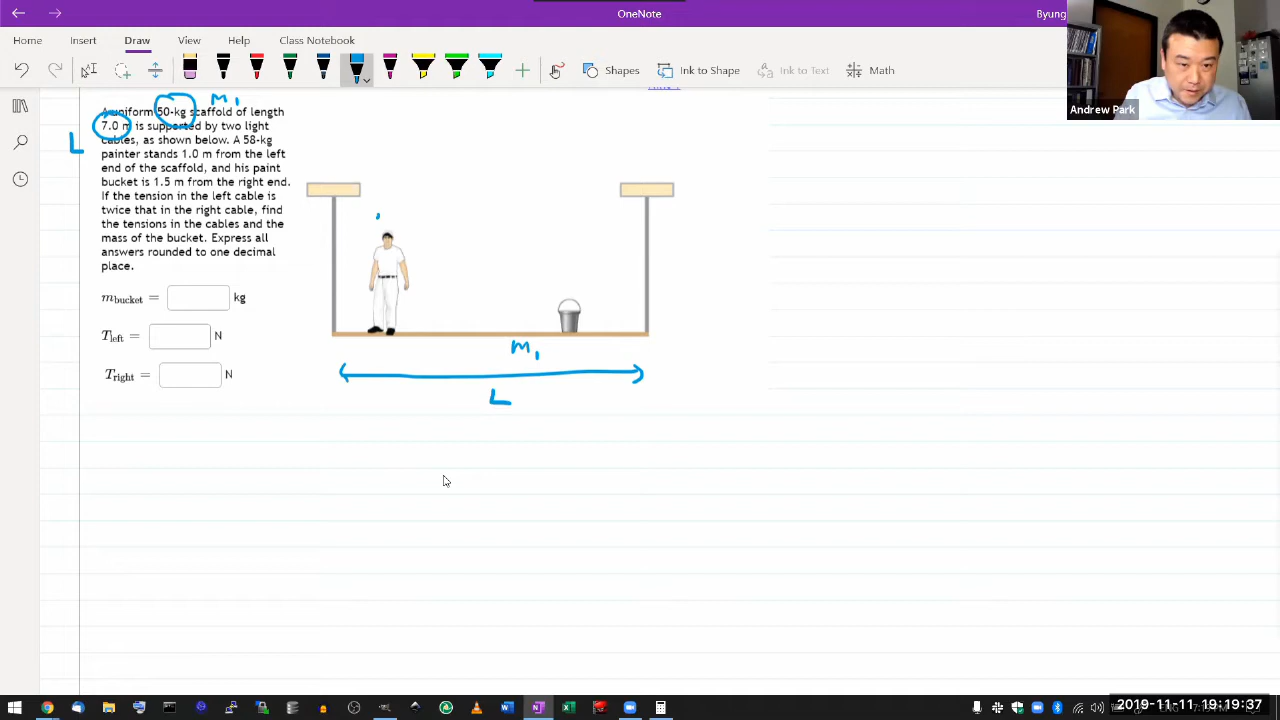 OneNote
Byung
Home Insert Draw View Help Class Notebook
Shapes Ink to Shape Ink to Text Math
Andrew Park
M1
A uniform 50-kg scaffold of length
7.0 m is supported by two light
cables, as shown below. A 58-kg
L
painter stands 1.0 m from the left
end of the scaffold, and his paint
bucket is 1.5 m from the right end.
If the tension in the left cable is
twice that in the right cable, find
the tensions in the cables and the
mass of the bucket. Express all
answers rounded to one decimal
place.
mbucket = kg
Tleft = N
Tright = N
m1
L
2019-11-11 19:19:37